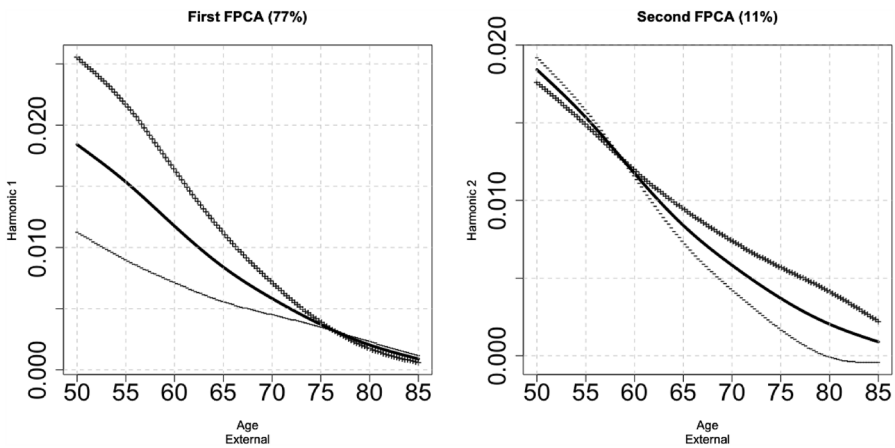 First FPCA (77%)
Harmonic 1
0.000 0.010 0.020
50 55 60 65 70 75 80 85
Age
External
Second FPCA (11%)
Harmonic 2
0.000 0.010 0.020
50 55 60 65 70 75 80 85
Age
External